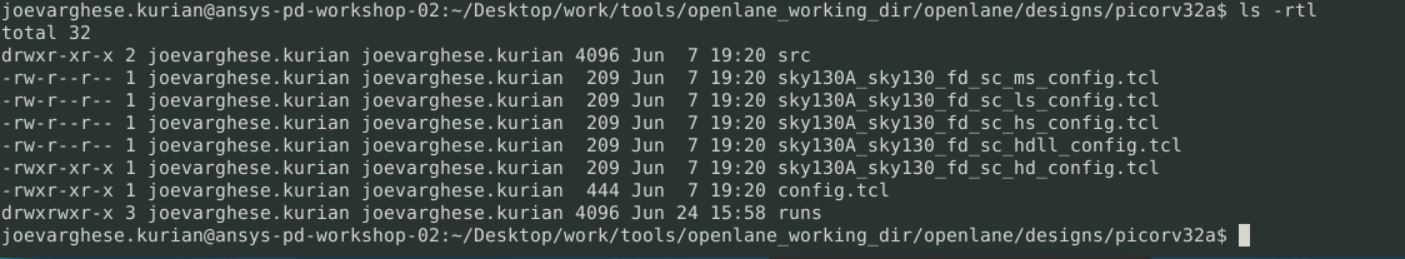 joevarghese.kurian@ansys-pd-workshop-02:~/Desktop/work/tools/openlane_working_dir/openlane/designs/picorv32a$ ls -rtl
total 32
drwxr-xr-x 2 joevarghese.kurian joevarghese.kurian 4096 Jun  7 19:20 src
-rw-r--r-- 1 joevarghese.kurian joevarghese.kurian  209 Jun  7 19:20 sky130A_sky130_fd_sc_ms_config.tcl
-rw-r--r-- 1 joevarghese.kurian joevarghese.kurian  209 Jun  7 19:20 sky130A_sky130_fd_sc_ls_config.tcl
-rw-r--r-- 1 joevarghese.kurian joevarghese.kurian  209 Jun  7 19:20 sky130A_sky130_fd_sc_hs_config.tcl
-rw-r--r-- 1 joevarghese.kurian joevarghese.kurian  209 Jun  7 19:20 sky130A_sky130_fd_sc_hdll_config.tcl
-rwxr-xr-x 1 joevarghese.kurian joevarghese.kurian  209 Jun  7 19:20 sky130A_sky130_fd_sc_hd_config.tcl
-rwxr-xr-x 1 joevarghese.kurian joevarghese.kurian  444 Jun  7 19:20 config.tcl
drwxrwxr-x 3 joevarghese.kurian joevarghese.kurian 4096 Jun 24 15:58 runs
joevarghese.kurian@ansys-pd-workshop-02:~/Desktop/work/tools/openlane_working_dir/openlane/designs/picorv32a$